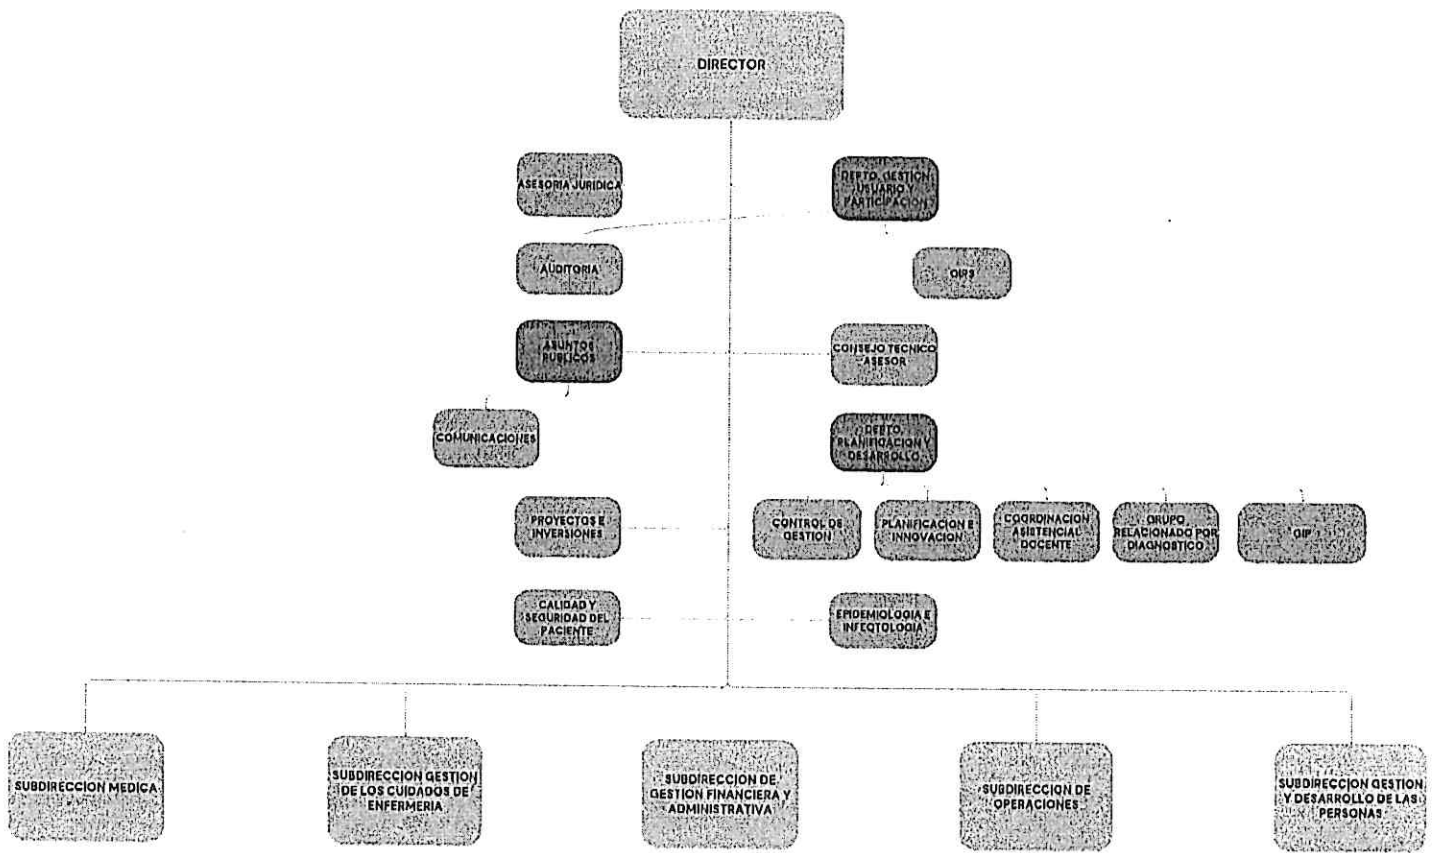 DIRECTOR
ASESORIA JURIDICA
DEPTO. GESTION
USUARIO Y
PARTICIPACION
AUDITORIA
OIRS
ASUNTOS
PUBLICOS
CONSEJO TECNICO
ASESOR
COMUNICACIONES
DEPTO.
PLANIFICACION Y
DESARROLLO
PROYECTOS E
INVERSIONES
CONTROL DE
GESTION
PLANIFICACION E
INNOVACION
COORDINACION
ASISTENCIAL
DOCENTE
GRUPO
RELACIONADO POR
DIAGNOSTICO
CALIDAD Y
SEGURIDAD DEL
PACIENTE
EPIDEMIOLOGIA E
INFECTOLOGIA
SUBDIRECCION MEDICA
SUBDIRECCION GESTION
DE LOS CUIDADOS DE
ENFERMERIA
SUBDIRECCION DE
GESTION FINANCIERA Y
ADMINISTRATIVA
SUBDIRECCION DE
OPERACIONES
SUBDIRECCION GESTION
Y DESARROLLO DE LAS
PERSONAS